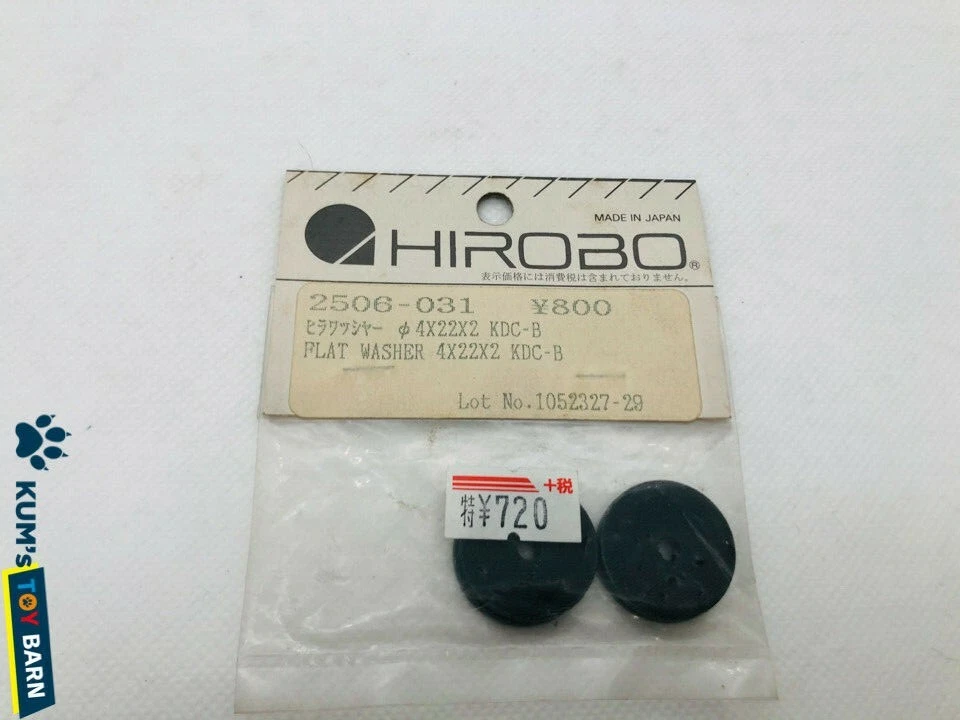 MADE IN JAPAN
HIROBO®
表示価格には消費税は含まれておりません。
2506-031 ¥800
ヒラワッシャー φ4X22X2 KDC-B
FLAT WASHER 4X22X2 KDC-B
Lot No.1052327-29
+税
特¥720
KUM's
TOY BARN